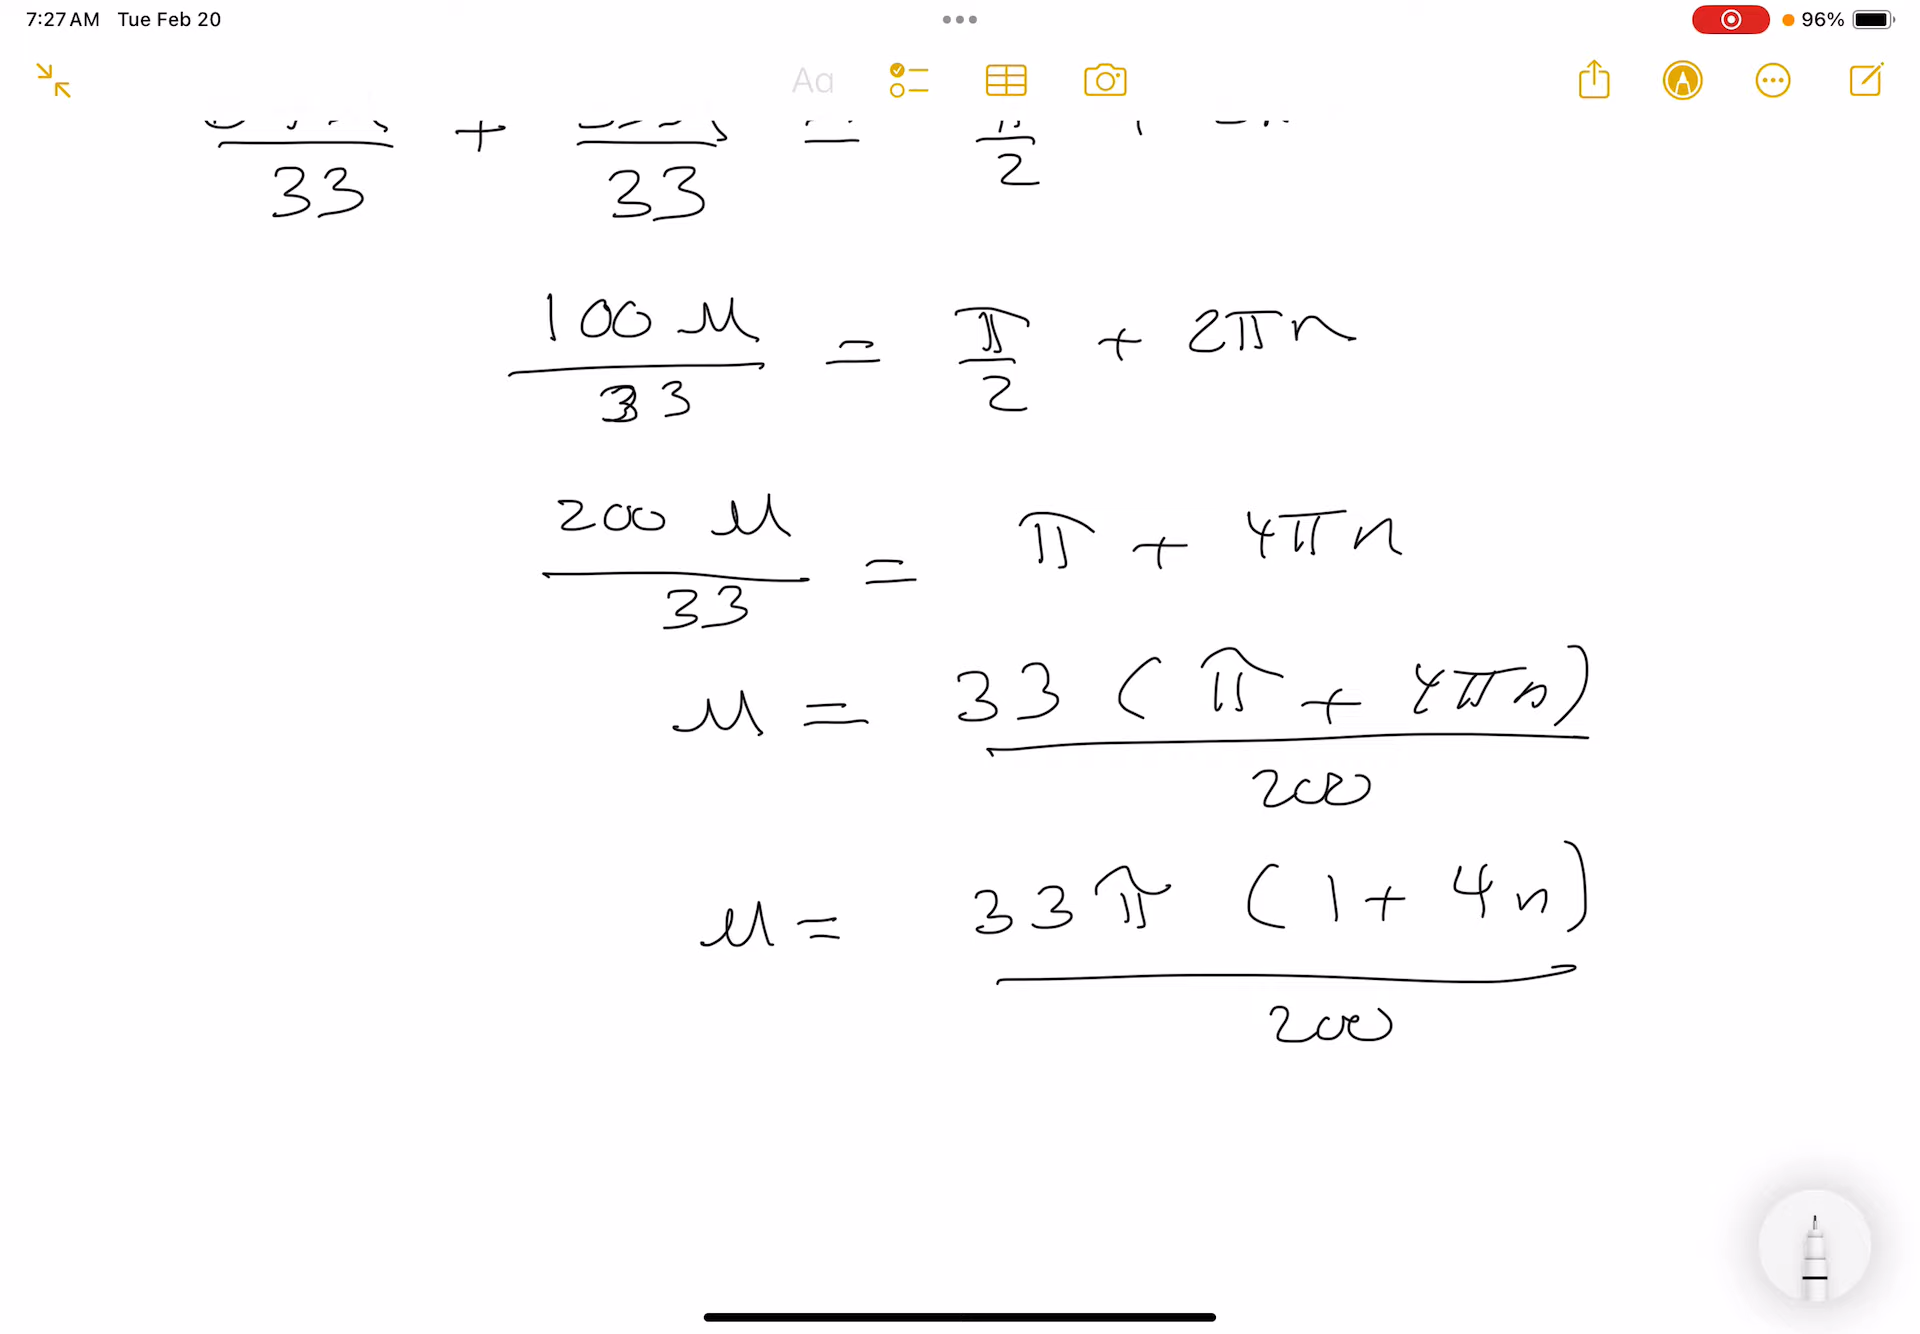 7:27 AM Tue Feb 20 96%
Aa
/33 + /33 = π/2
100 u/33 = π/2 + 2πn
200 u/33 = π + 4πn
u = 33 (π + 4πn)/200
u = 33π (1 + 4n)/200